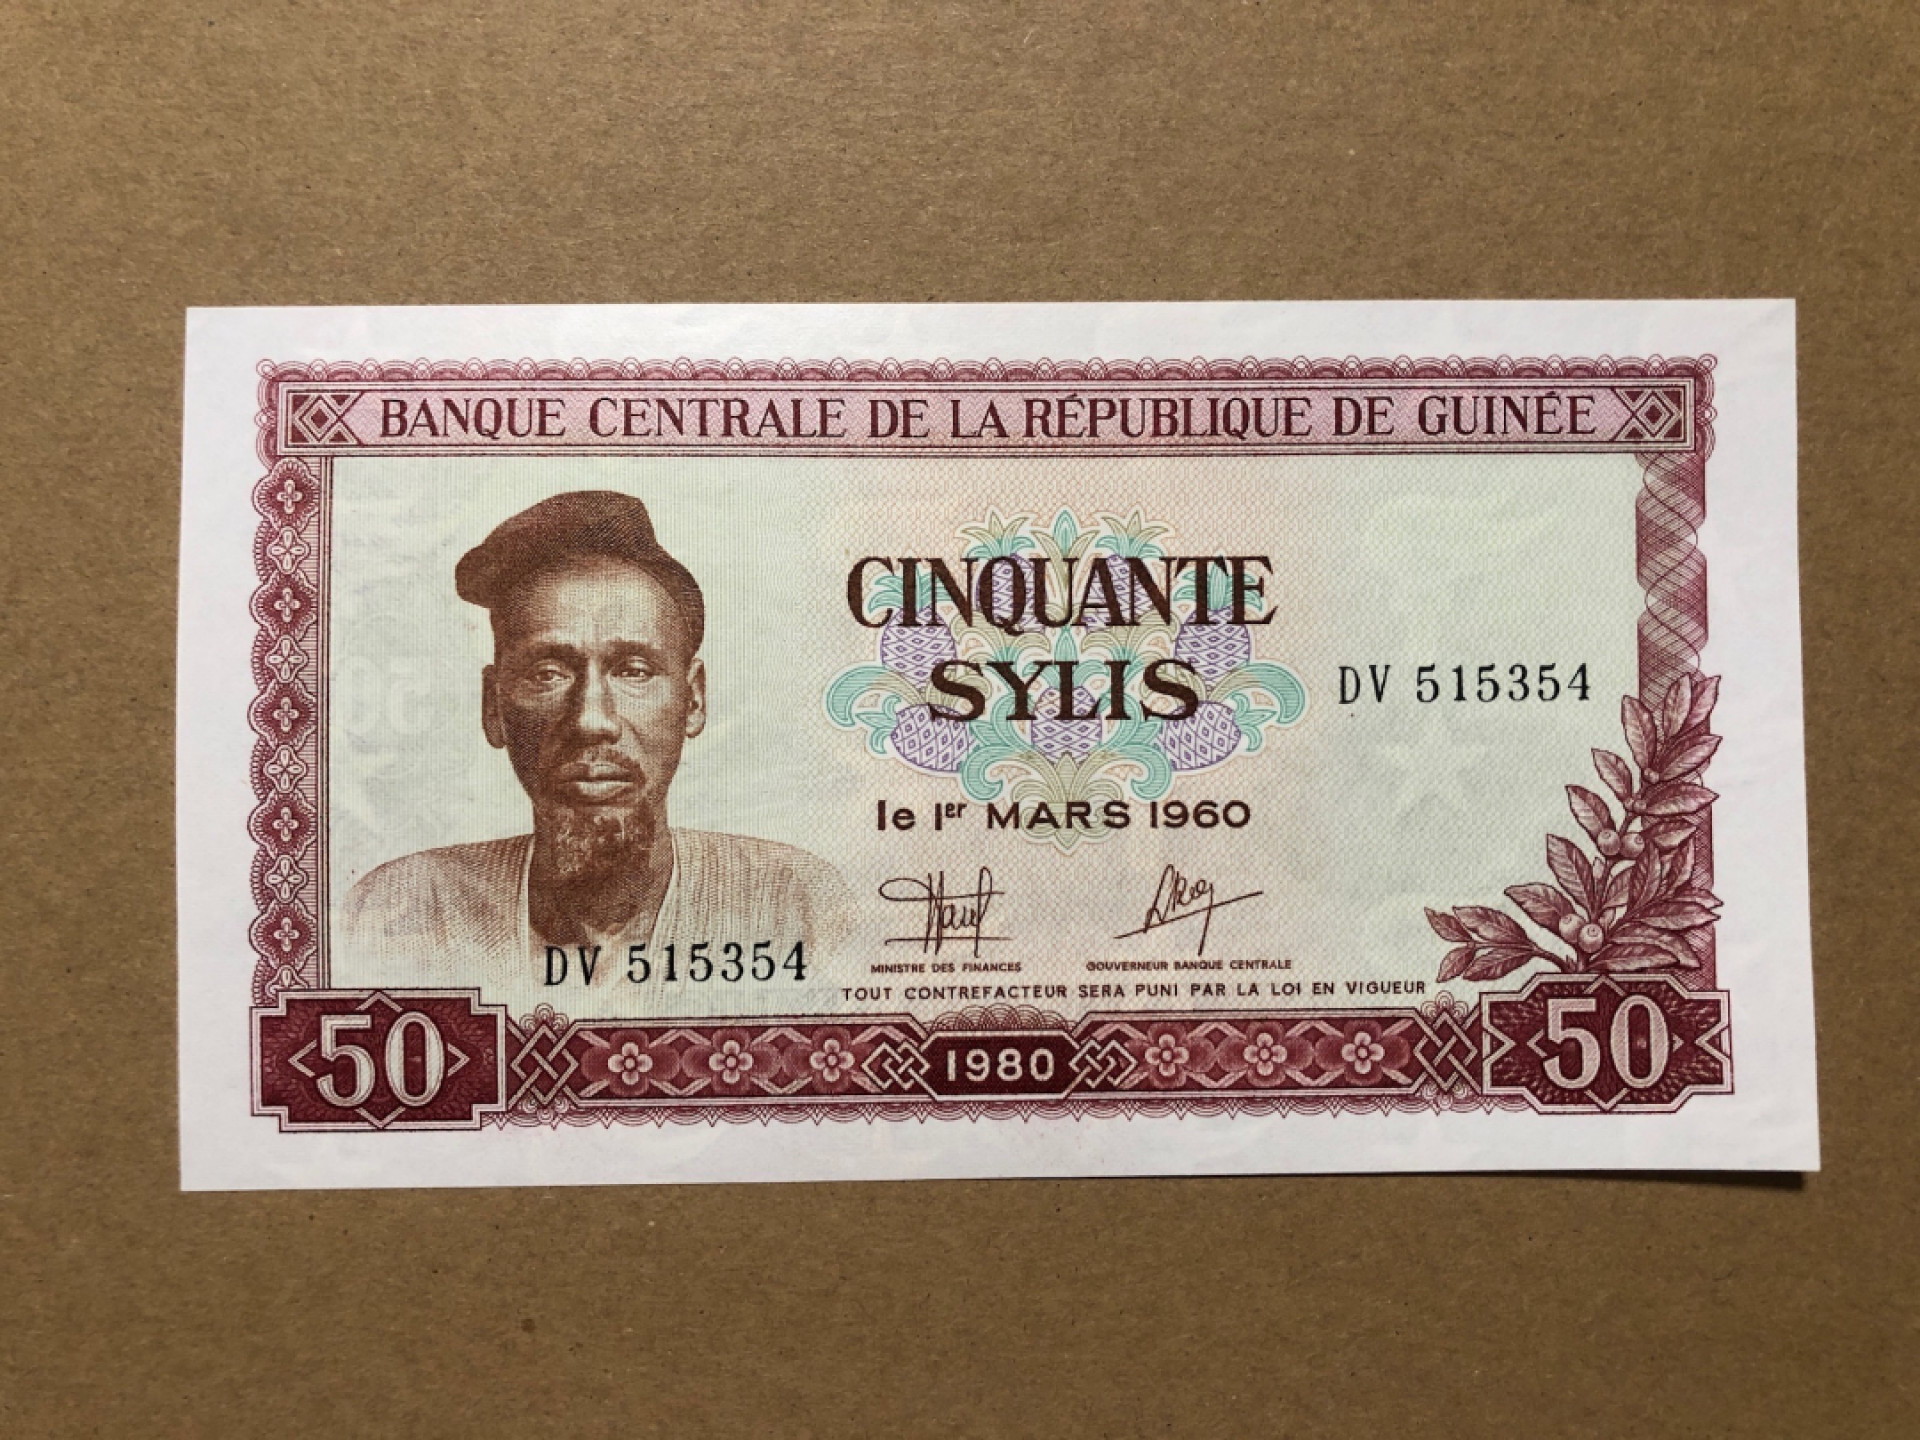 BANQUE CENTRALE DE LA RÉPUBLIQUE DE GUINÉE
CINQUANTE
SYLIS
DV 515354
le 1er MARS 1960
DV 515354
MINISTRE DES FINANCES
GOUVERNEUR BANQUE CENTRALE
TOUT CONTREFACTEUR SERA PUNI PAR LA LOI EN VIGUEUR
50
1980
50